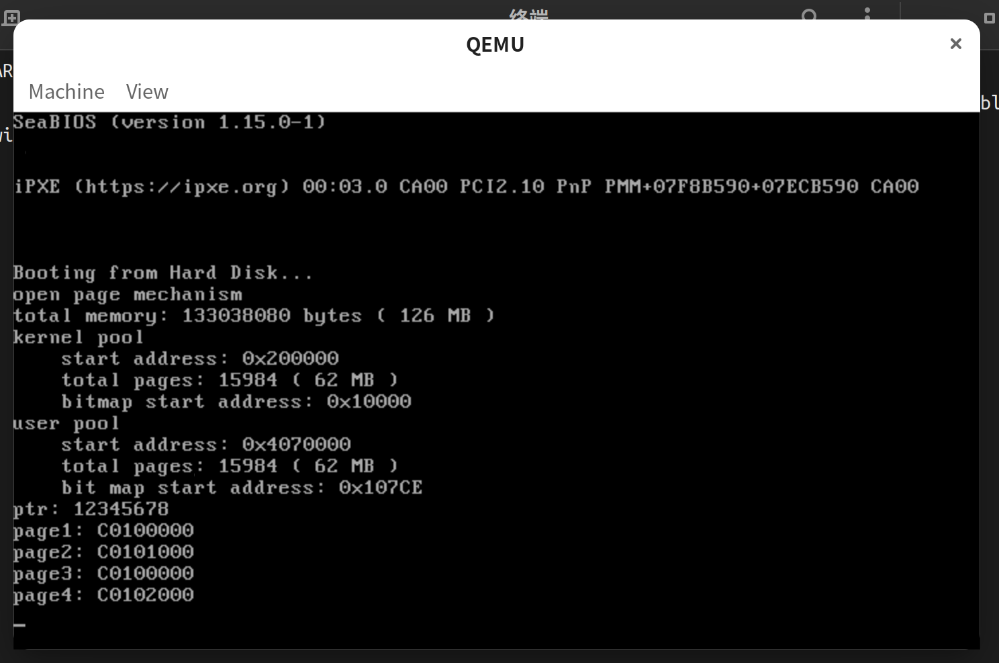 终端
QEMU
AR
Machine View
bl
vi
SeaBIOS (version 1.15.0-1)
iPXE (https://ipxe.org) 00:03.0 CA00 PCI2.10 PnP PMM+07F8B590+07ECB590 CA00
Booting from Hard Disk...
open page mechanism
total memory: 133038080 bytes ( 126 MB )
kernel pool
start address: 0x200000
total pages: 15984 ( 62 MB )
bitmap start address: 0x10000
user pool
start address: 0x4070000
total pages: 15984 ( 62 MB )
bit map start address: 0x107CE
ptr: 12345678
page1: C0100000
page2: C0101000
page3: C0100000
page4: C0102000
_